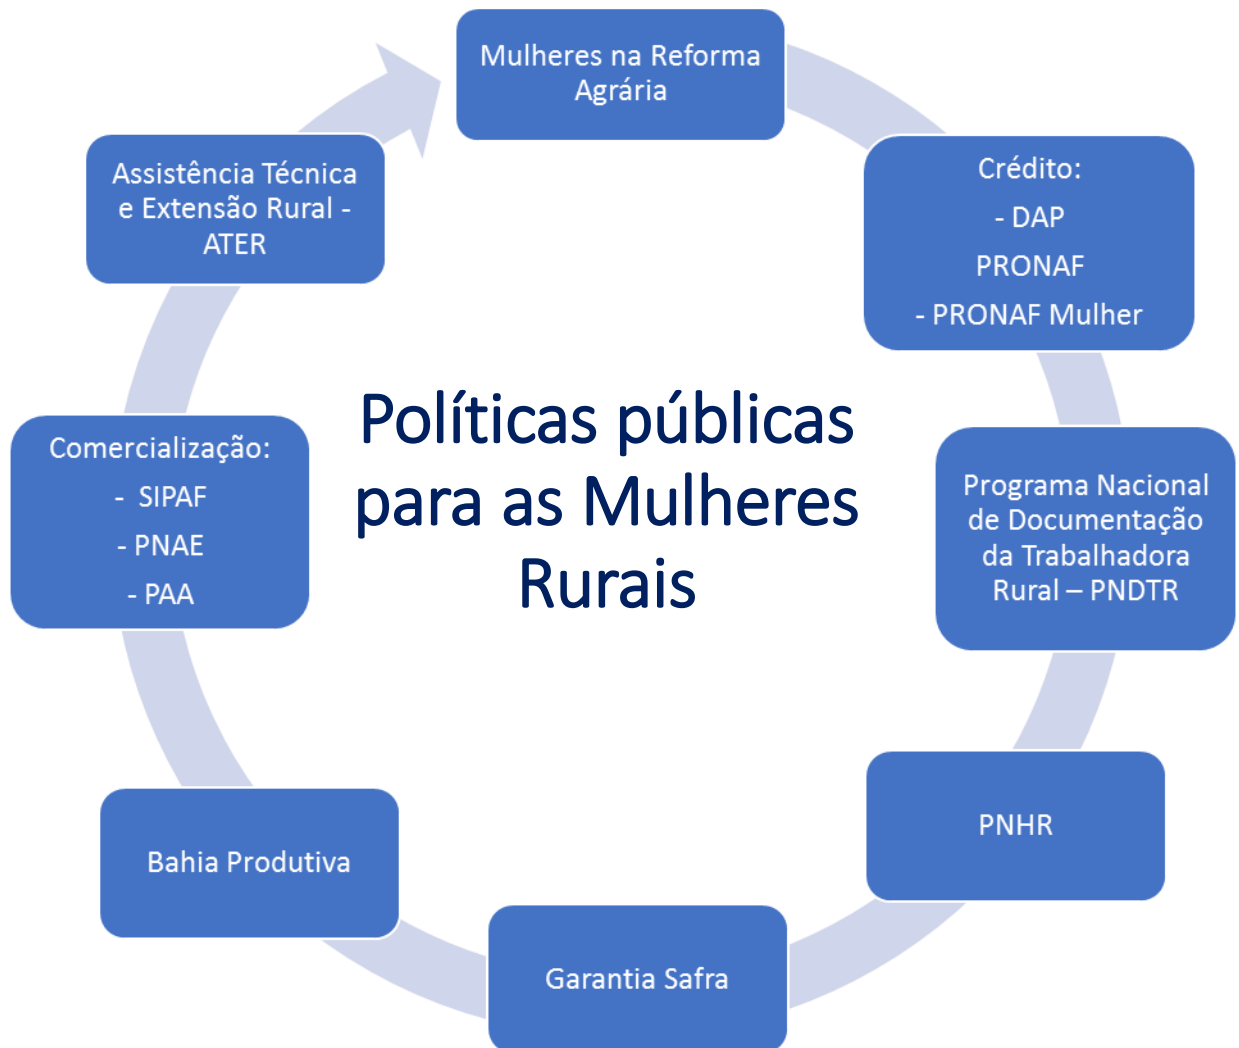 Mulheres na Reforma
Agrária
Crédito:
- DAP
PRONAF
- PRONAF Mulher
Programa Nacional
de Documentação
da Trabalhadora
Rural – PNDTR
PNHR
Garantia Safra
Bahia Produtiva
Comercialização:
- SIPAF
- PNAE
- PAA
Assistência Técnica
e Extensão Rural -
ATER
Políticas públicas
para as Mulheres
Rurais